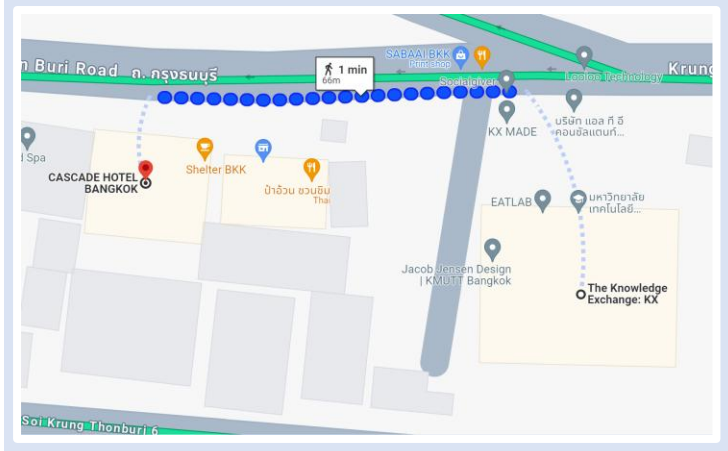 SABAAI BKK
Print shop
n Buri Road ถ. กรุงธนบุรี
1 min
66m
Socialgiver
Krung
KX MADE
บริษัท แอล ที อี
คอนซัลแตนท์...
d Spa
Shelter BKK
CASCADE HOTEL
BANGKOK
ป้าอ้วน ชวนชิม
Thai
EATLAB
มหาวิทยาลัย
เทคโนโลยี...
Jacob Jensen Design
| KMUTT Bangkok
The Knowledge
Exchange: KX
Soi Krung Thonburi 6